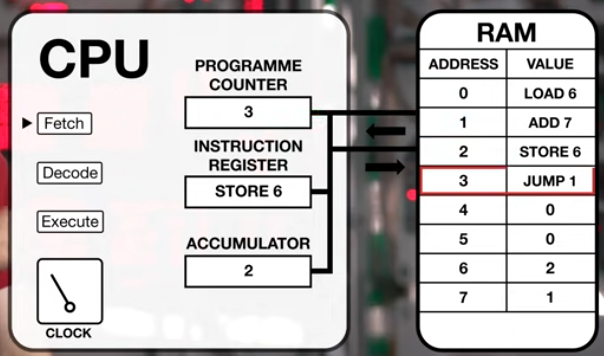 CPU
PROGRAMME
COUNTER
3
Fetch
INSTRUCTION
REGISTER
STORE 6
Decode
Execute
ACCUMULATOR
2
CLOCK
RAM
ADDRESS VALUE
0 LOAD 6
1 ADD 7
2 STORE 6
3 JUMP 1
4 0
5 0
6 2
7 1